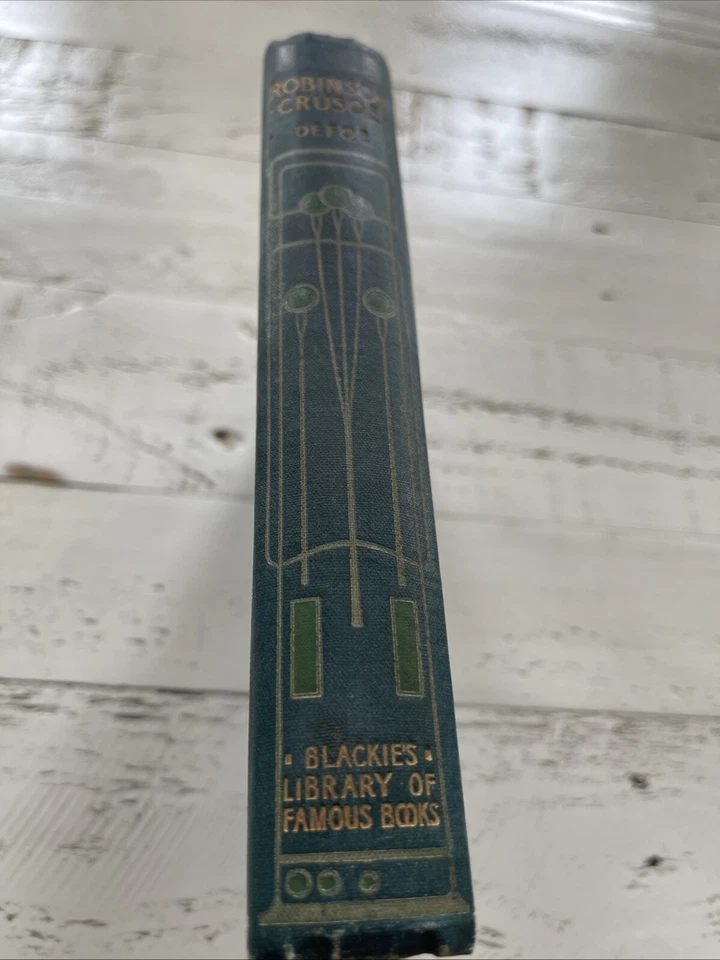 ROBINSON
CRUSOE
DEFOE
· BLACKIE'S ·
LIBRARY OF
FAMOUS BOOKS